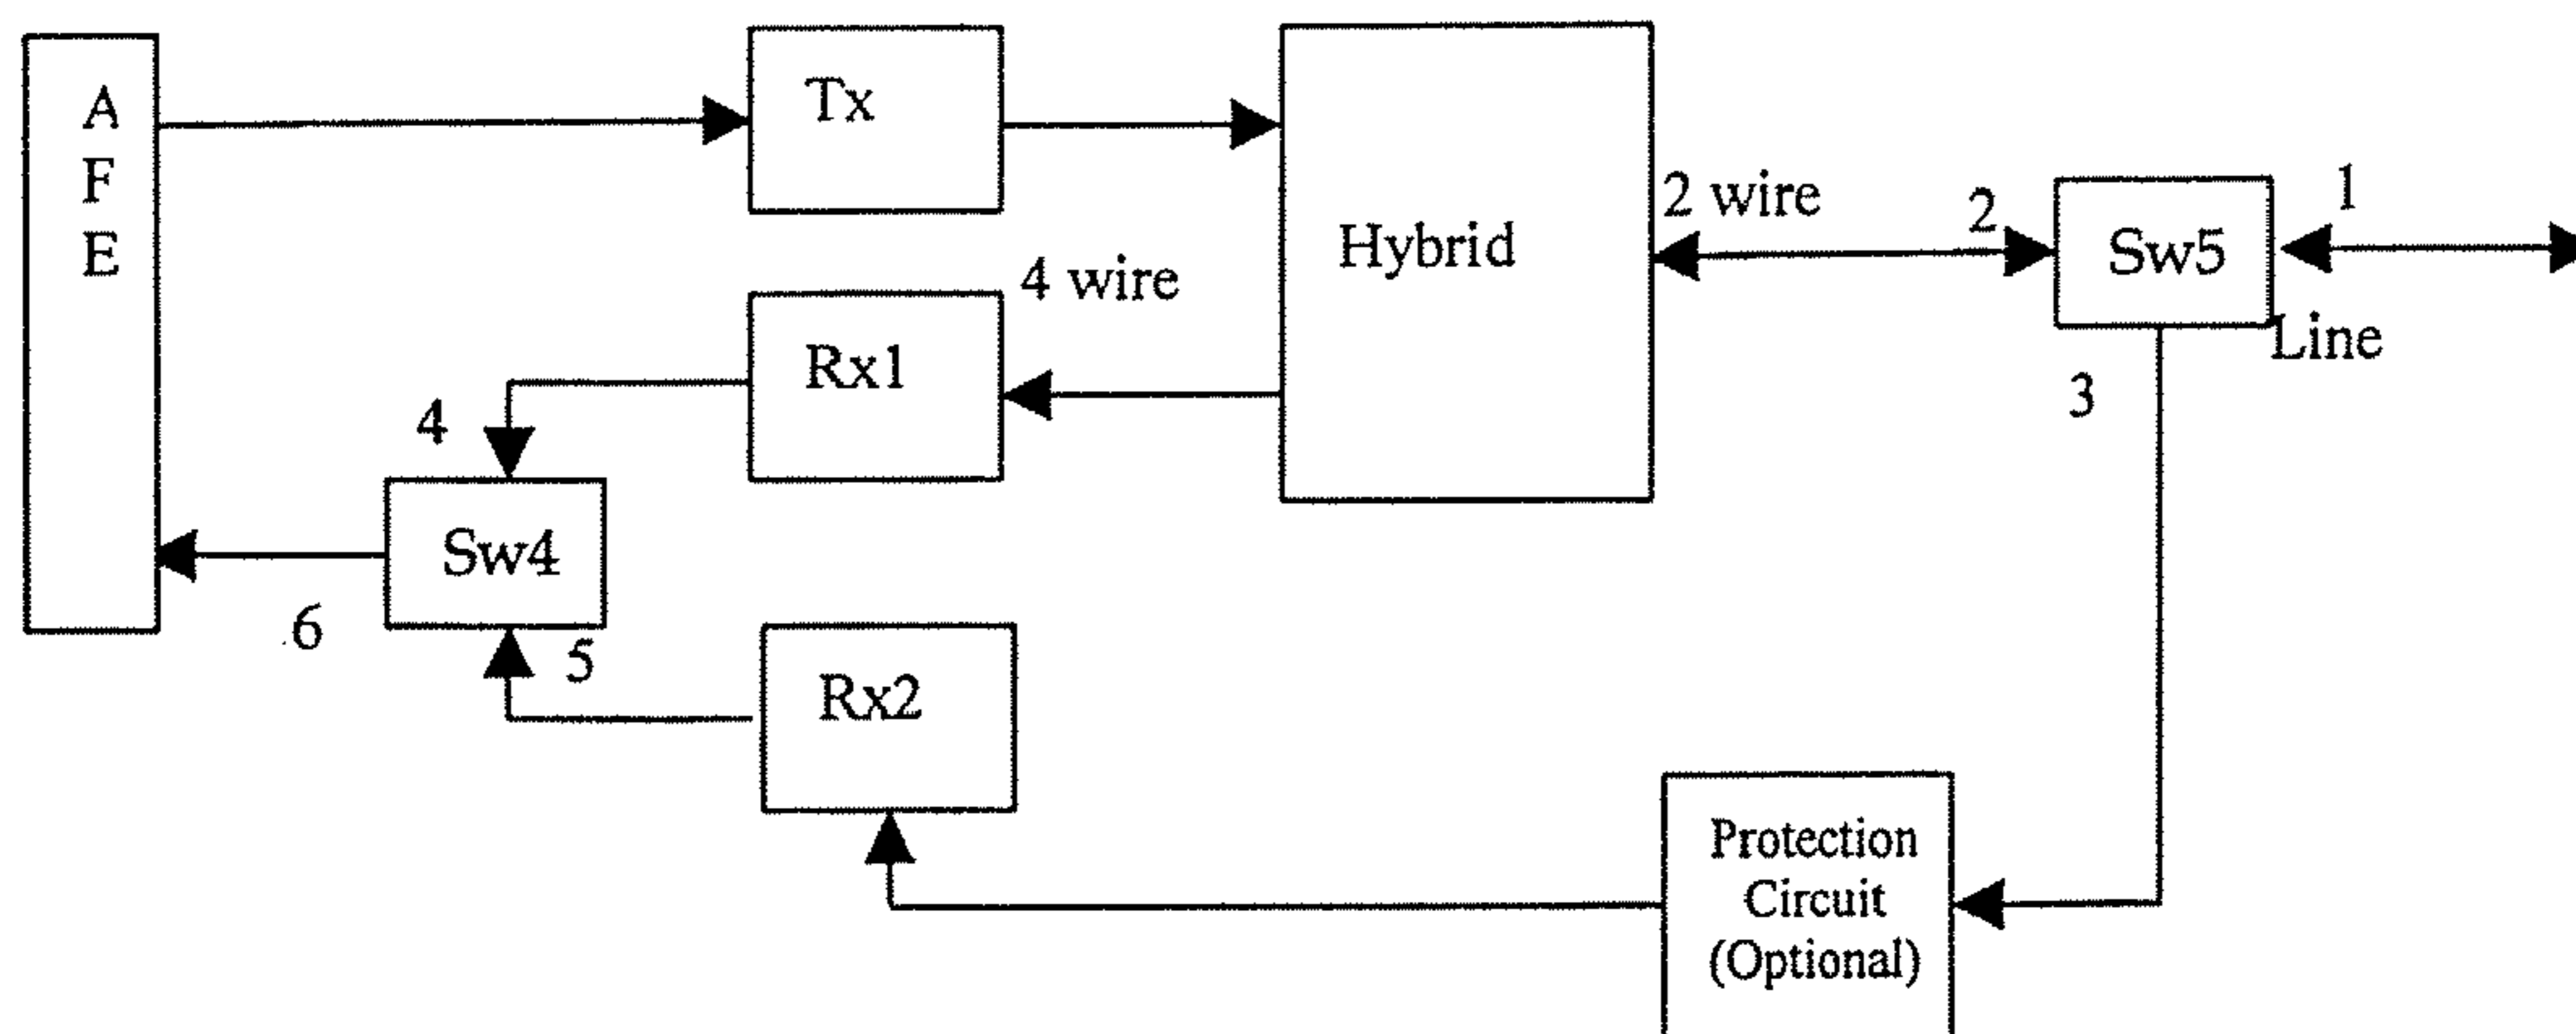 A
F
E
Tx
Hybrid
2 wire
2
Sw5
1
Line
4 wire
Rx1
3
4
Sw4
6
5
Rx2
Protection
Circuit
(Optional)